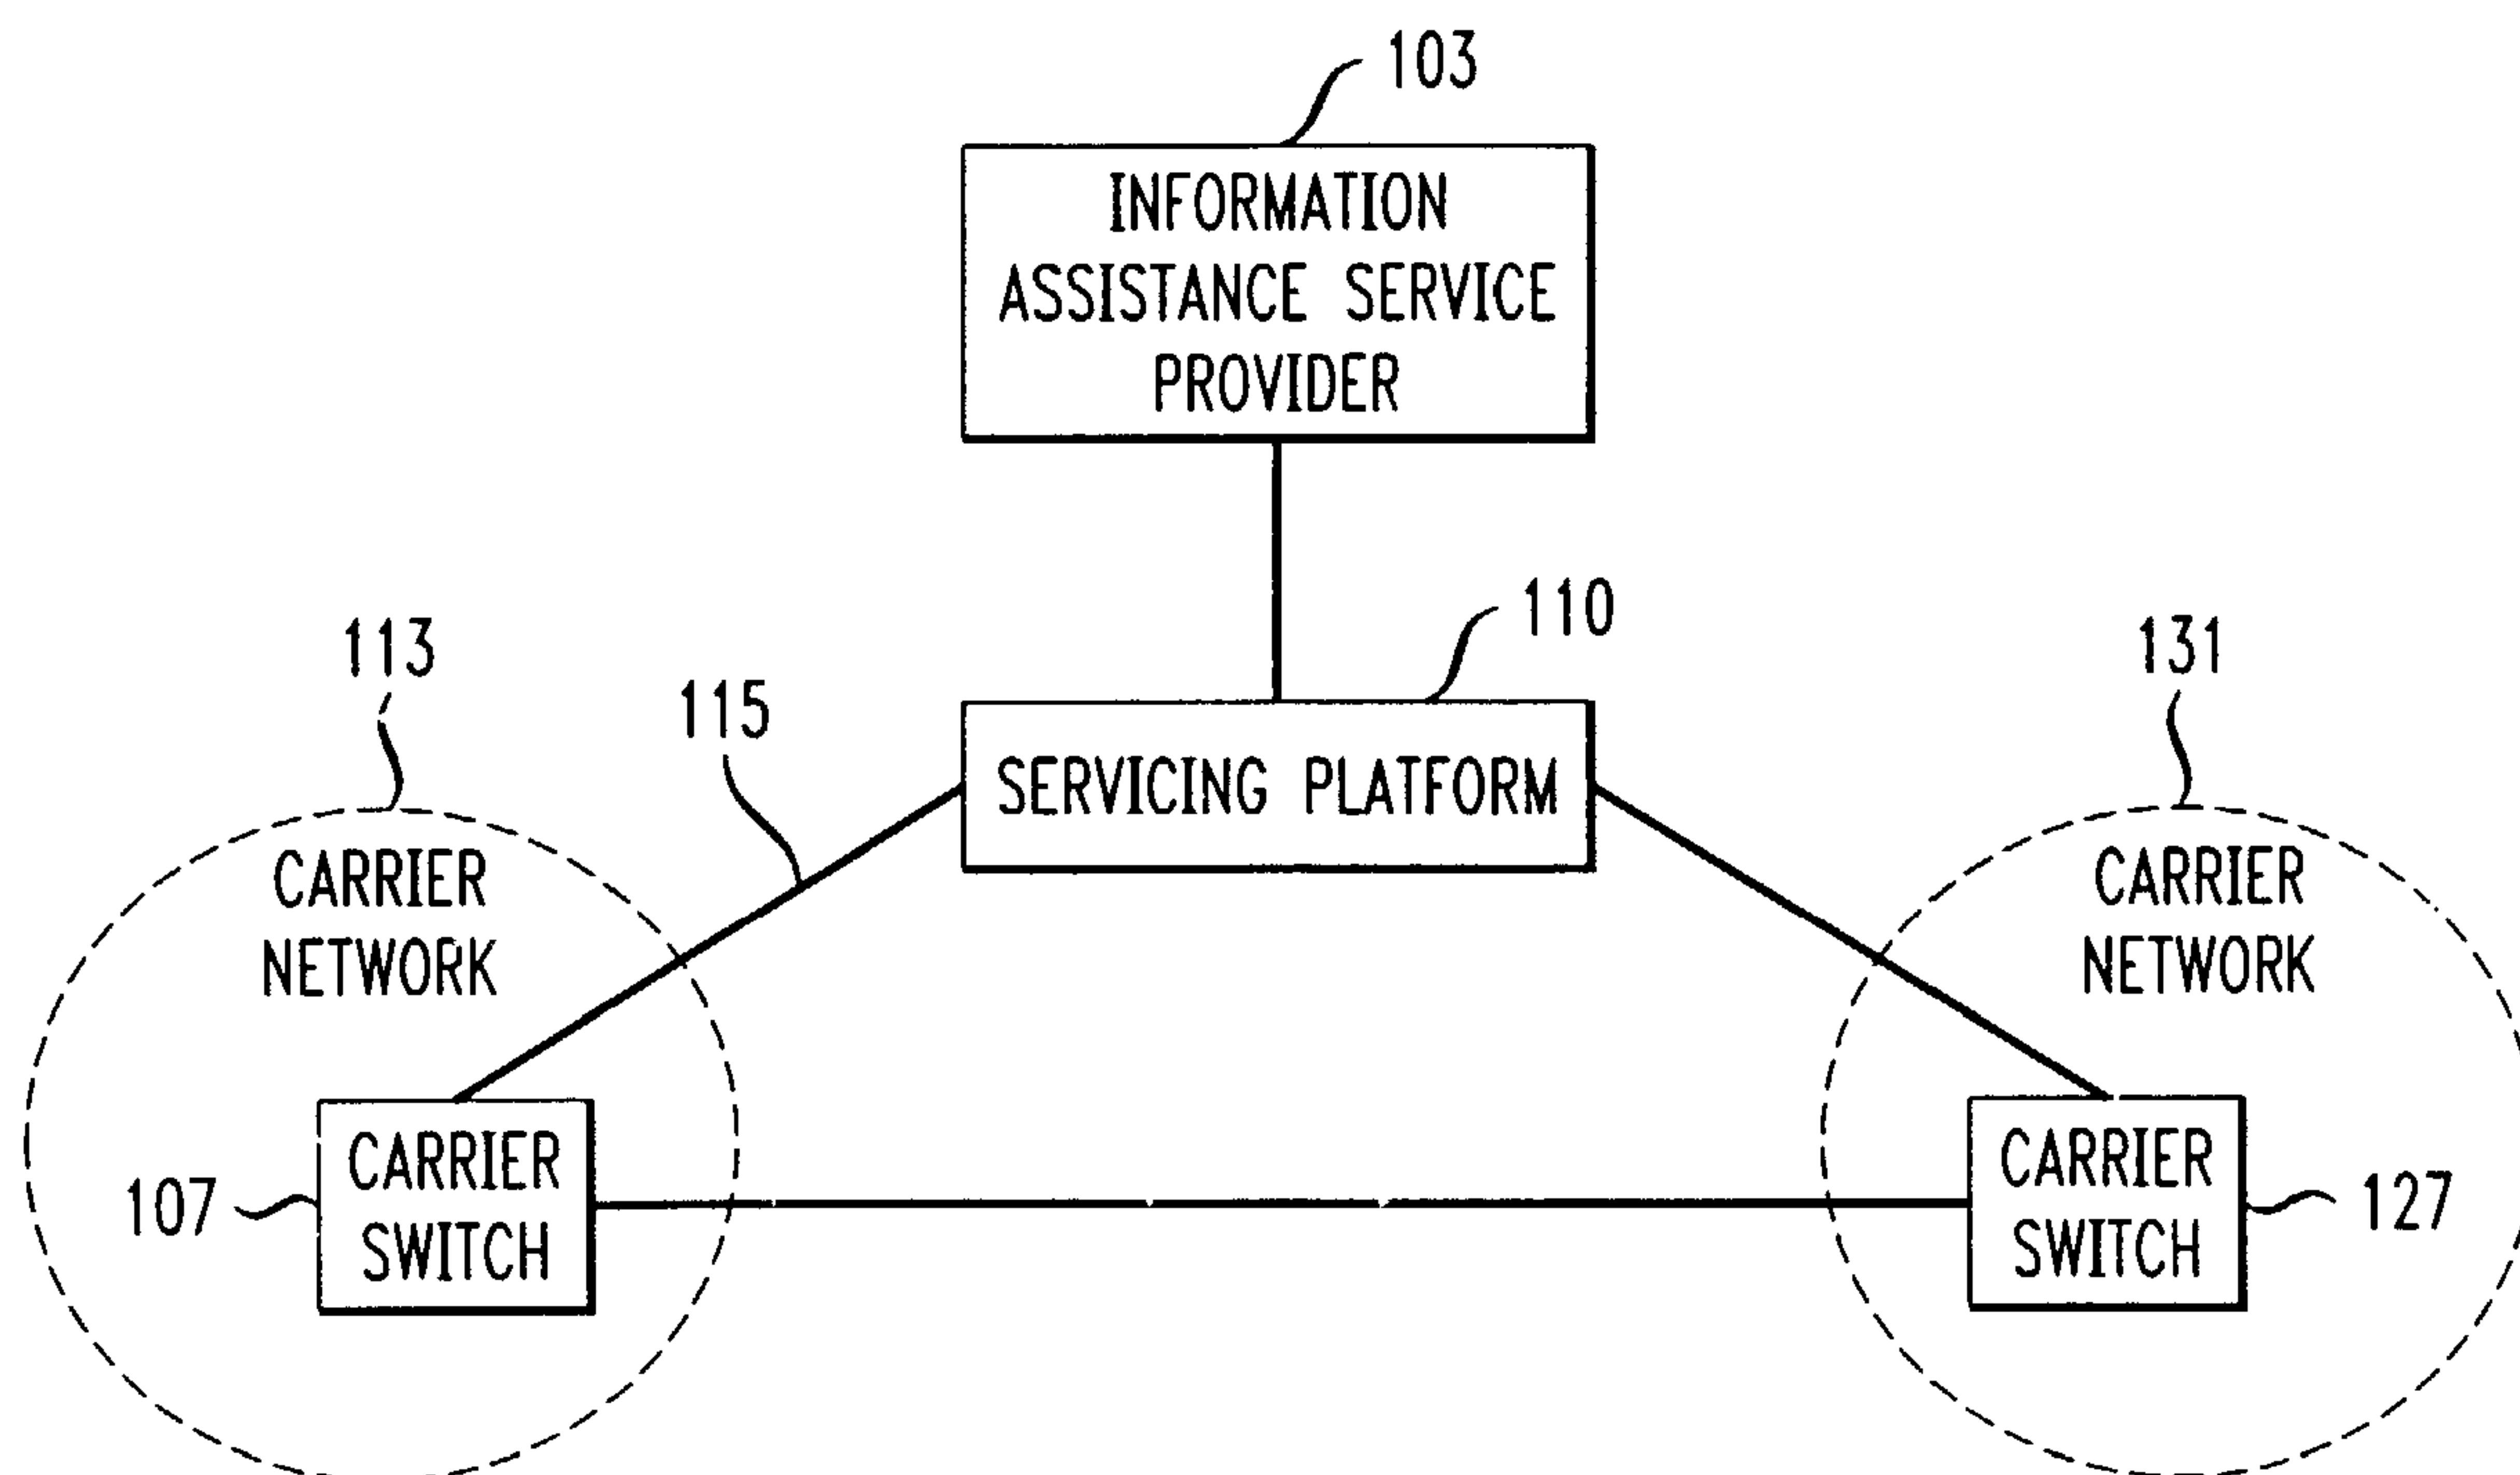 103
INFORMATION
ASSISTANCE SERVICE
PROVIDER
110
113
131
115
SERVICING PLATFORM
CARRIER
NETWORK
CARRIER
NETWORK
CARRIER
SWITCH
107
CARRIER
SWITCH
127